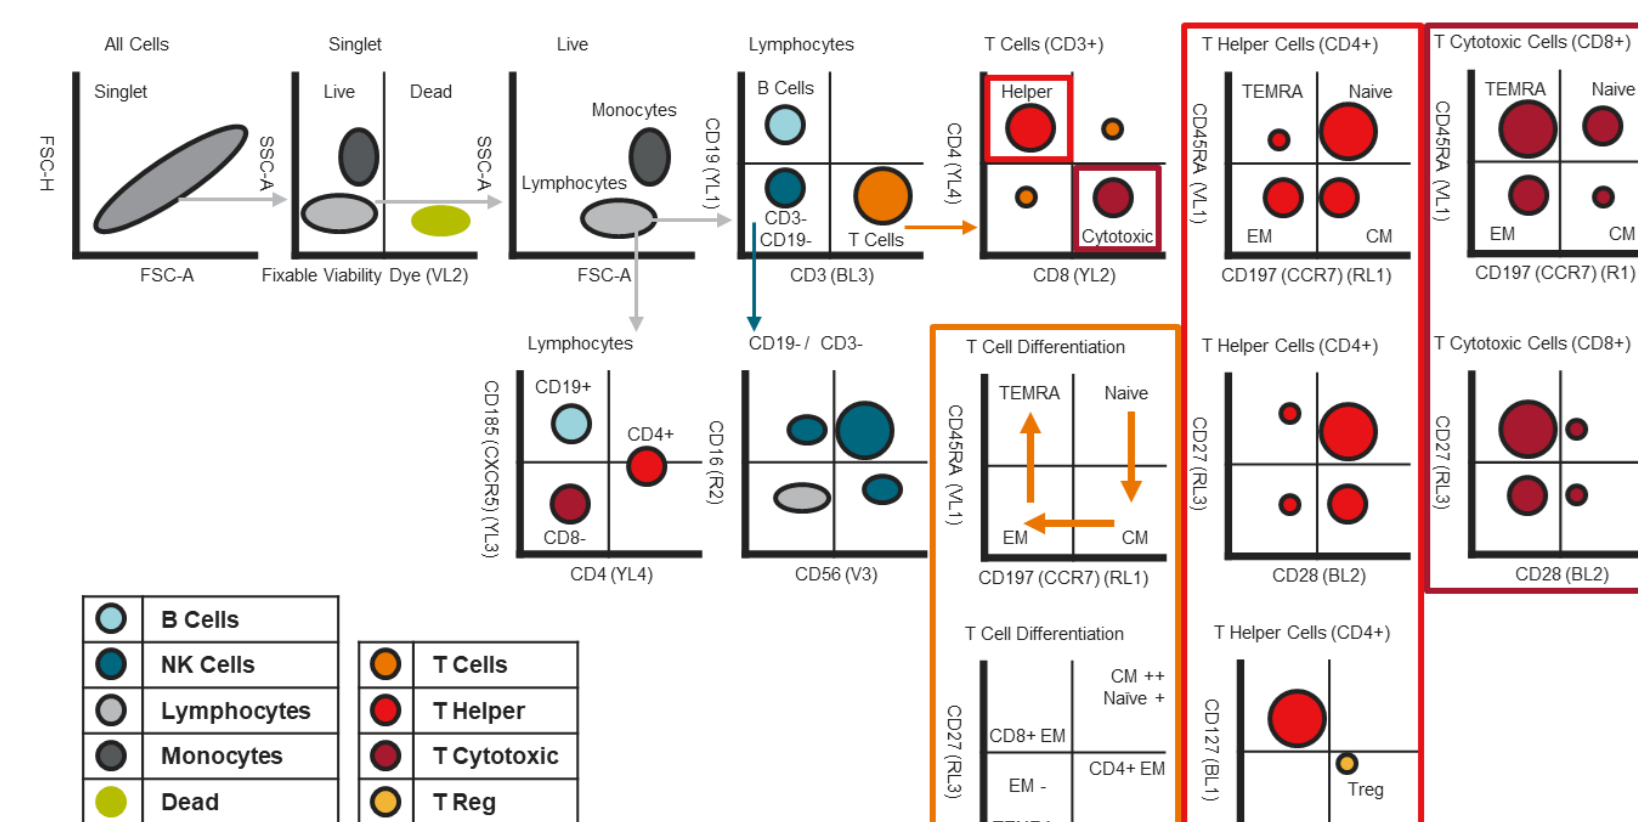 All Cells
Singlet
FSC-H
FSC-A
Singlet
Live
Dead
SSC-A
Fixable Viability Dye (VL2)
Live
Monocytes
Lymphocytes
SSC-A
FSC-A
Lymphocytes
B Cells
CD3-
CD19-
T Cells
CD19 (YL1)
CD3 (BL3)
T Cells (CD3+)
Helper
Cytotoxic
CD4 (YL4)
CD8 (YL2)
T Helper Cells (CD4+)
TEMRA
Naive
EM
CM
CD45RA (VL1)
CD197 (CCR7) (RL1)
T Cytotoxic Cells (CD8+)
TEMRA
Naive
EM
CM
CD45RA (VL1)
CD197 (CCR7) (R1)
Lymphocytes
CD19+
CD4+
CD8-
CD185 (CXCR5) (YL3)
CD4 (YL4)
CD19- / CD3-
CD16 (R2)
CD56 (V3)
T Cell Differentiation
TEMRA
Naive
EM
CM
CD45RA (VL1)
CD197 (CCR7) (RL1)
T Helper Cells (CD4+)
CD27 (RL3)
CD28 (BL2)
T Cytotoxic Cells (CD8+)
CD27 (RL3)
CD28 (BL2)
B Cells
NK Cells
Lymphocytes
Monocytes
Dead
T Cells
T Helper
T Cytotoxic
T Reg
T Cell Differentiation
CM ++
Naïve +
CD8+ EM
CD4+ EM
EM -
CD27 (RL3)
T Helper Cells (CD4+)
Treg
CD127 (BL1)